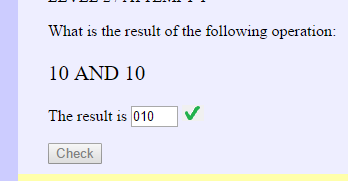 What is the result of the following operation:
10 AND 10
The result is 010
Check